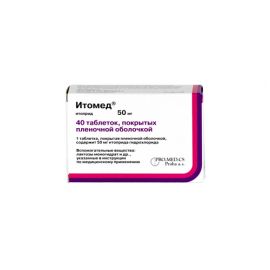 Итомед®
итоприд 50 мг
40 таблеток, покрытых
пленочной оболочкой
1 таблетка, покрытая пленочной оболочкой,
содержит 50 мг итоприда гидрохлорида
Вспомогательные вещества:
лактозы моногидрат и др.,
указанные в инструкции
по медицинскому применению
PRO.MED.CS
Praha a. s.